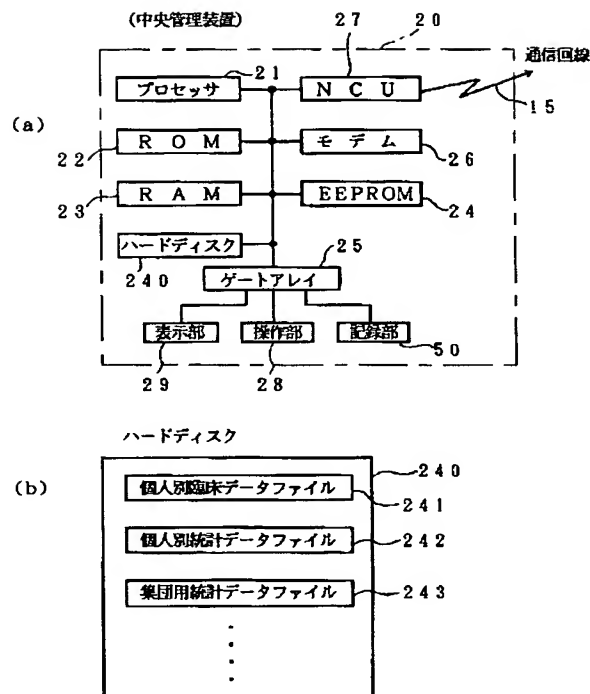 (中央管理装置)
27
20
通信回線
21
プロセッサ
NCU
15
(a)
ROM
モデム
22
26
RAM
EEPROM
23
24
ハードディスク
25
240
ゲートアレイ
表示部
操作部
記録部
50
29
28
ハードディスク
(b)
240
個人別臨床データファイル
241
個人別統計データファイル
242
集団用統計データファイル
243